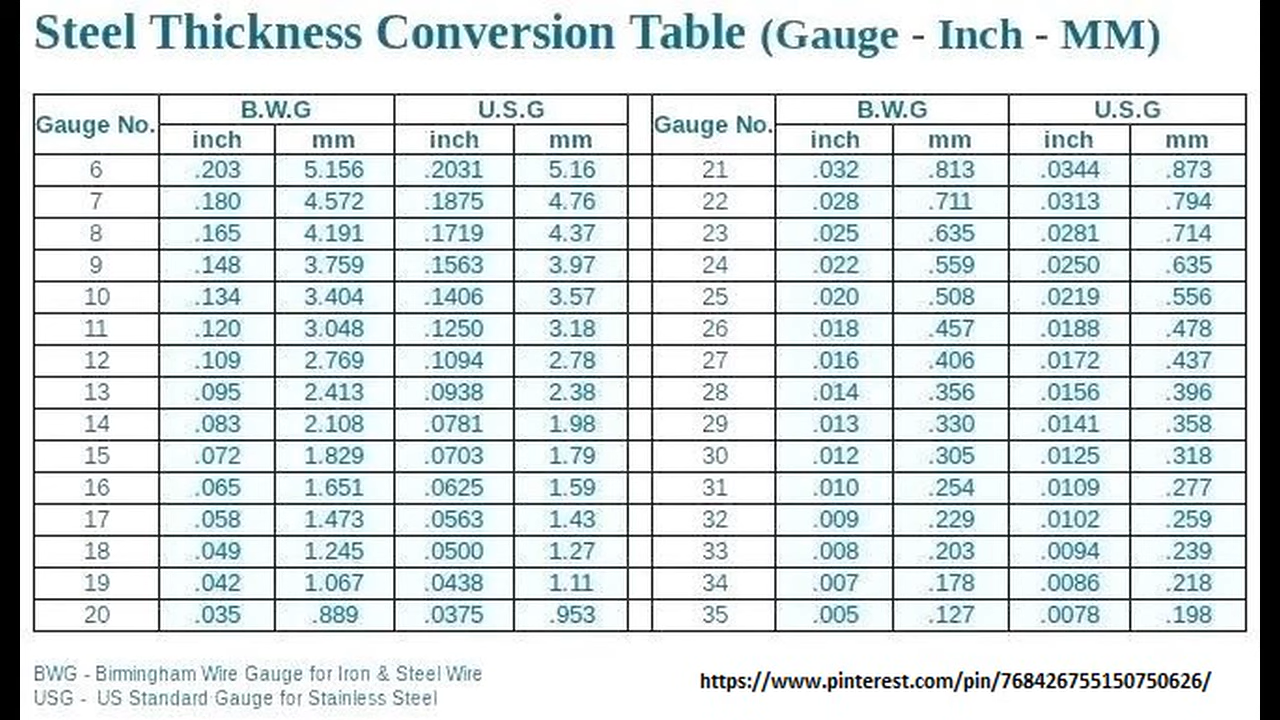 Steel Thickness Conversion Table (Gauge - Inch - MM)
Gauge No. B.W.G U.S.G Gauge No. B.W.G U.S.G
inch mm inch mm inch mm inch mm
6 .203 5.156 .2031 5.16 21 .032 .813 .0344 .873
7 .180 4.572 .1875 4.76 22 .028 .711 .0313 .794
8 .165 4.191 .1719 4.37 23 .025 .635 .0281 .714
9 .148 3.759 .1563 3.97 24 .022 .559 .0250 .635
10 .134 3.404 .1406 3.57 25 .020 .508 .0219 .556
11 .120 3.048 .1250 3.18 26 .018 .457 .0188 .478
12 .109 2.769 .1094 2.78 27 .016 .406 .0172 .437
13 .095 2.413 .0938 2.38 28 .014 .356 .0156 .396
14 .083 2.108 .0781 1.98 29 .013 .330 .0141 .358
15 .072 1.829 .0703 1.79 30 .012 .305 .0125 .318
16 .065 1.651 .0625 1.59 31 .010 .254 .0109 .277
17 .058 1.473 .0563 1.43 32 .009 .229 .0102 .259
18 .049 1.245 .0500 1.27 33 .008 .203 .0094 .239
19 .042 1.067 .0438 1.11 34 .007 .178 .0086 .218
20 .035 .889 .0375 .953 35 .005 .127 .0078 .198
BWG - Birmingham Wire Gauge for Iron & Steel Wire
USG - US Standard Gauge for Stainless Steel
https://www.pinterest.com/pin/768426755150750626/